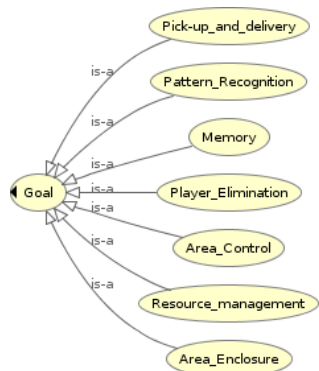 Pick-up_and_delivery
is-a
Pattern_Recognition
is-a
Memory
is-a
Goal
is-a
Player_Elimination
is-a
Area_Control
is-a
Resource_management
is-a
Area_Enclosure